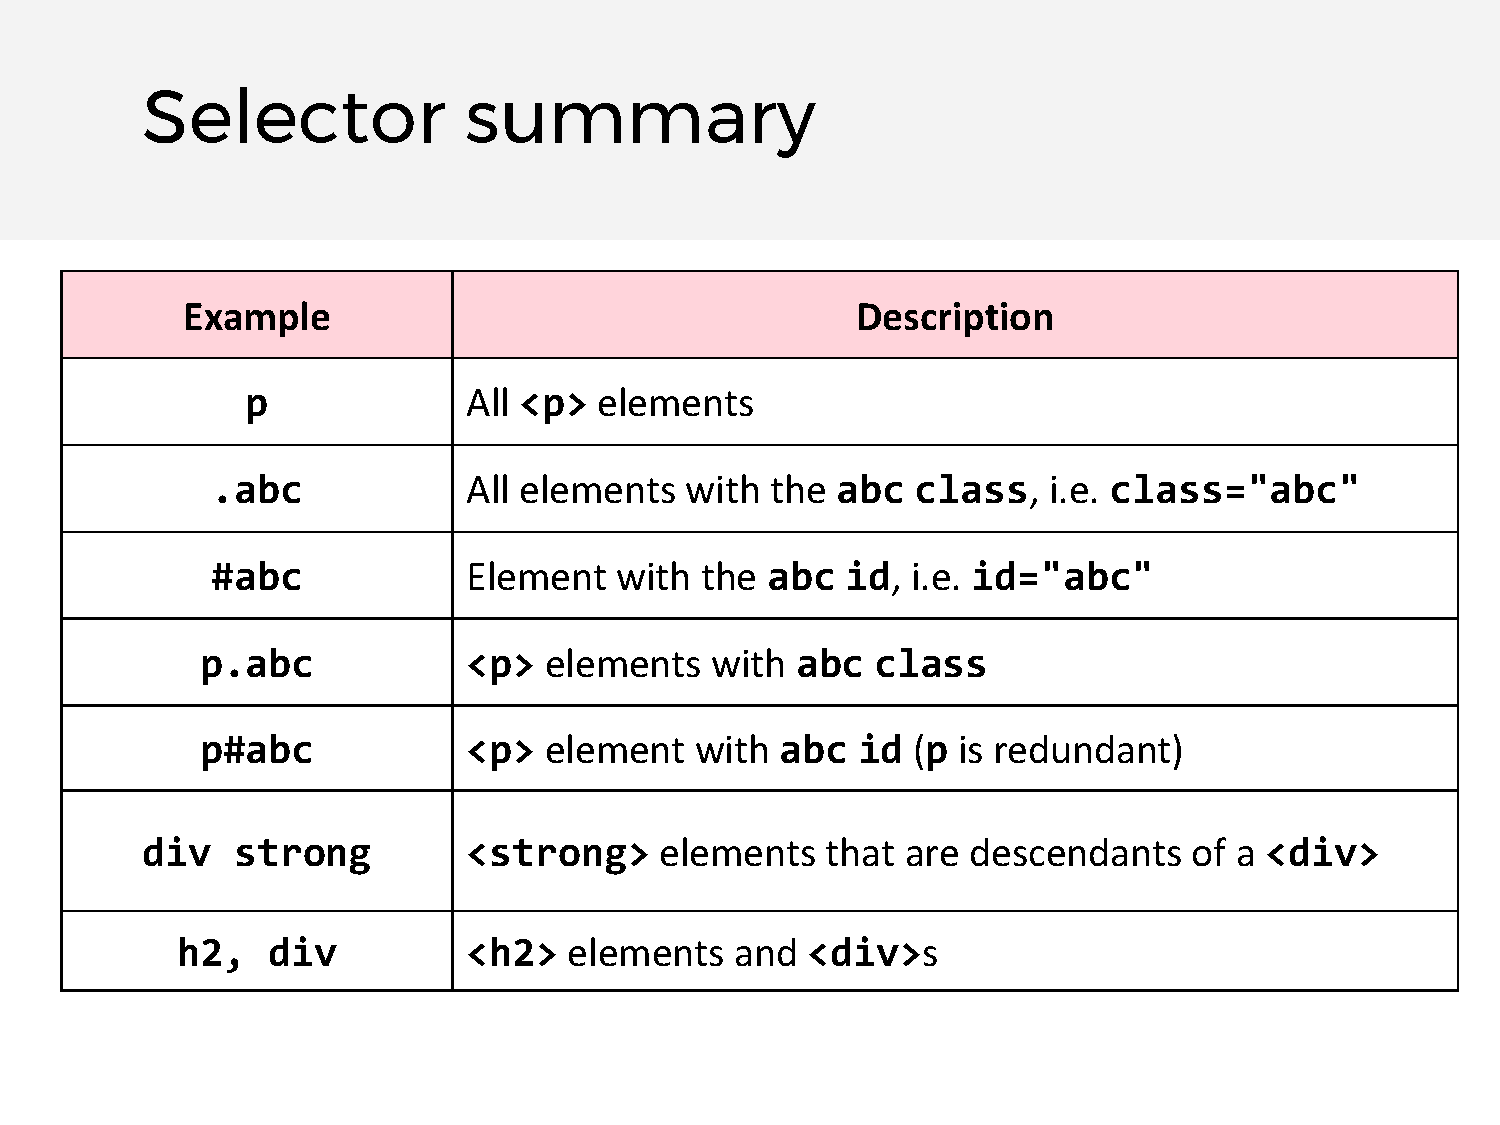 Selector summary
Example Description
p All <p> elements
.abc All elements with the abc class, i.e. class="abc"
#abc Element with the abc id, i.e. id="abc"
p.abc <p> elements with abc class
p#abc <p> element with abc id (p is redundant)
div strong <strong> elements that are descendants of a <div>
h2, div <h2> elements and <div>s